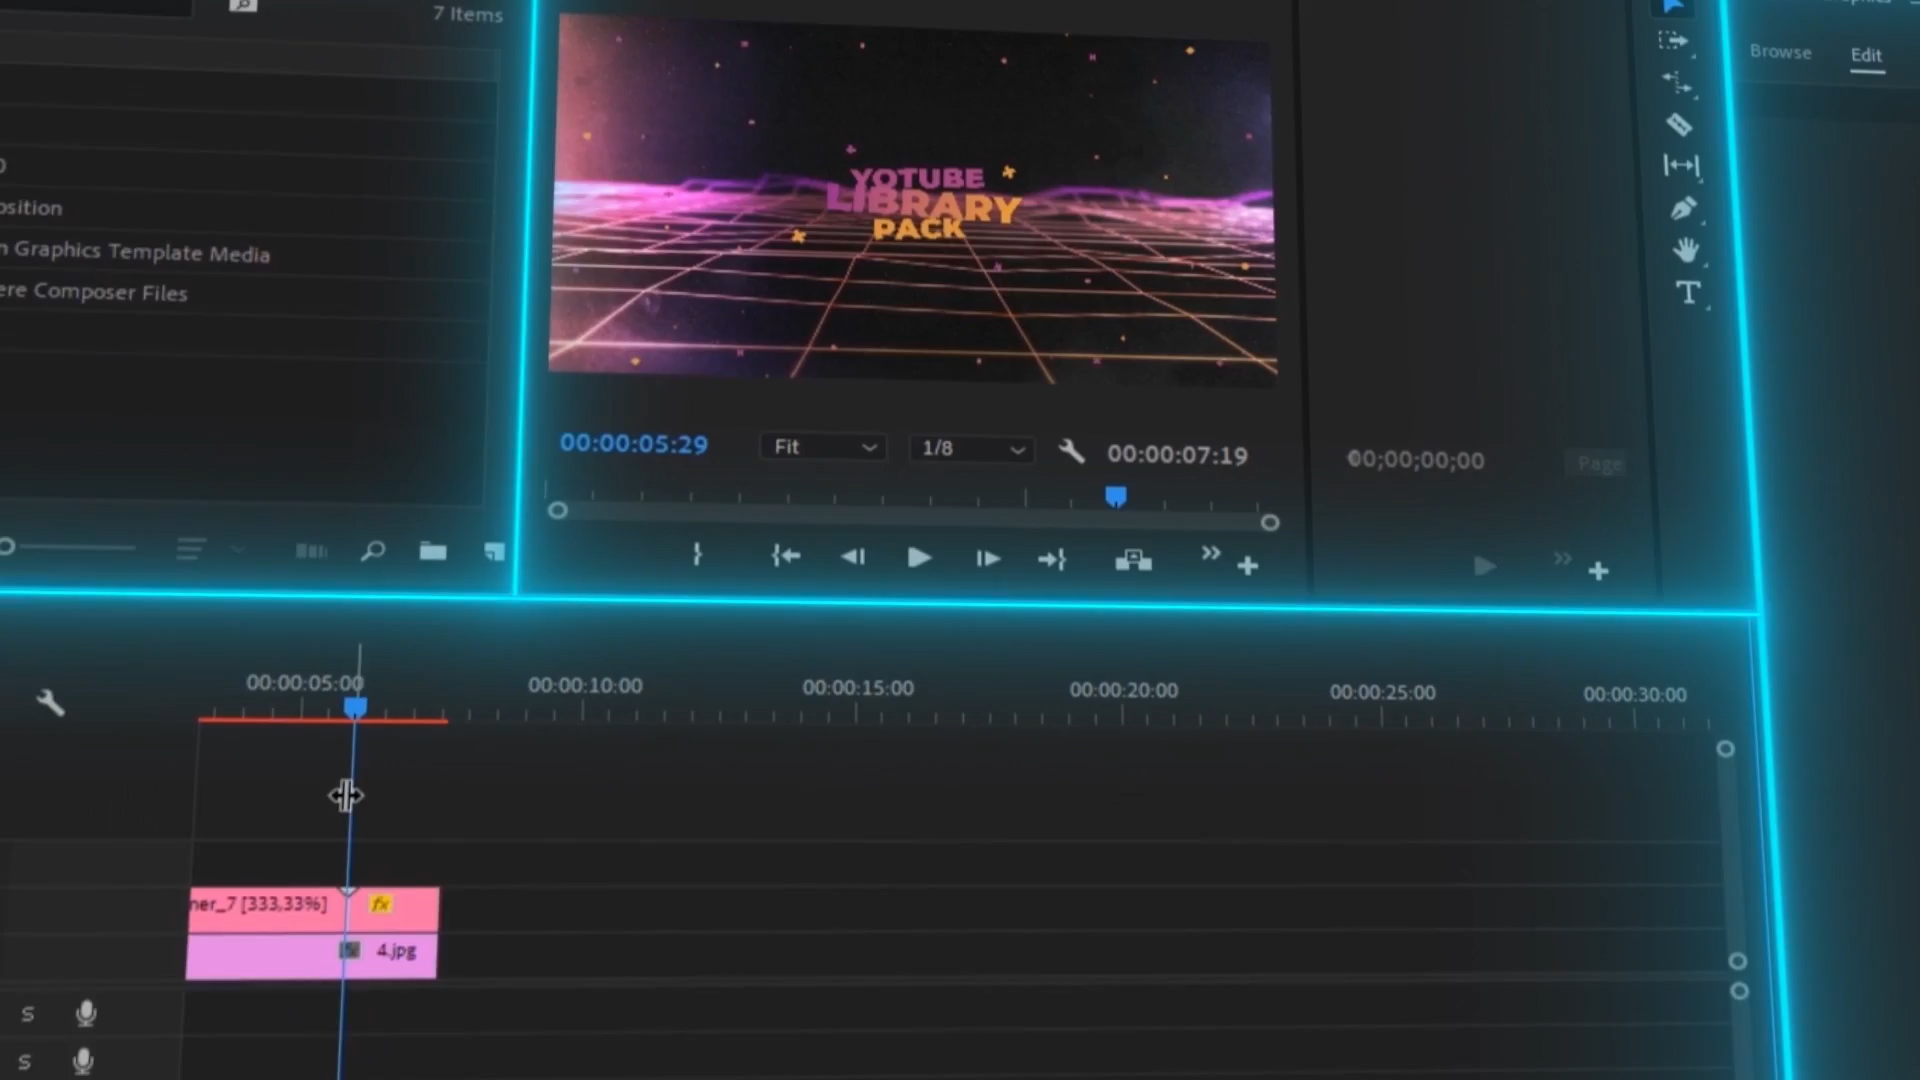 7 Items
Browse
Edit
osition
n Graphics Template Media
ere Composer Files
YOTUBE
LIBRARY
PACK
00:00:05:29
Fit
1/8
00:00:07:19
00;00;00;00
Page
00:00:05:00
00:00:10:00
00:00:15:00
00:00:20:00
00:00:25:00
00:00:30:00
ner_7 [333,33%]
fx
4.jpg
S
S